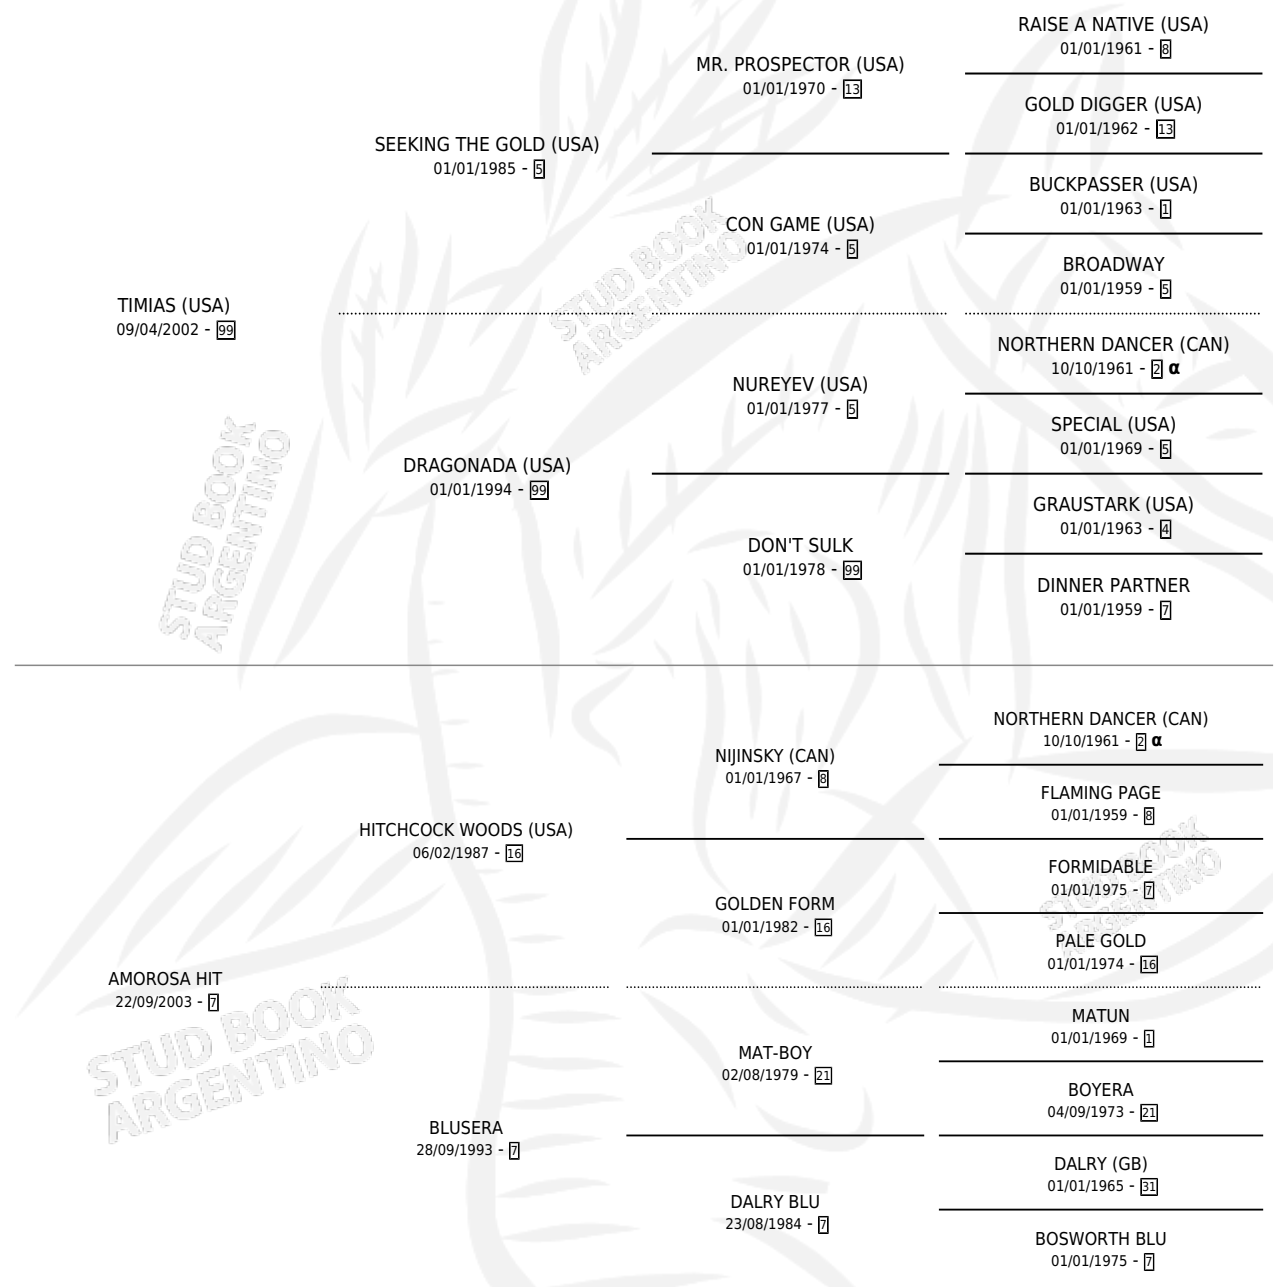 RAISE A NATIVE (USA)
01/01/1961 - 8
MR. PROSPECTOR (USA)
01/01/1970 - 13
GOLD DIGGER (USA)
01/01/1962 - 13
SEEKING THE GOLD (USA)
01/01/1985 - 5
BUCKPASSER (USA)
01/01/1963 - 1
CON GAME (USA)
01/01/1974 - 5
BROADWAY
01/01/1959 - 5
TIMIAS (USA)
09/04/2002 - 99
NORTHERN DANCER (CAN)
10/10/1961 - 2 α
NUREYEV (USA)
01/01/1977 - 5
SPECIAL (USA)
01/01/1969 - 5
DRAGONADA (USA)
01/01/1994 - 99
GRAUSTARK (USA)
01/01/1963 - 4
DON'T SULK
01/01/1978 - 99
DINNER PARTNER
01/01/1959 - 7
NORTHERN DANCER (CAN)
10/10/1961 - 2 α
NIJINSKY (CAN)
01/01/1967 - 8
FLAMING PAGE
01/01/1959 - 8
HITCHCOCK WOODS (USA)
06/02/1987 - 16
FORMIDABLE
01/01/1975 - 7
GOLDEN FORM
01/01/1982 - 16
PALE GOLD
01/01/1974 - 16
AMOROSA HIT
22/09/2003 - 7
MATUN
01/01/1969 - 1
MAT-BOY
02/08/1979 - 21
BOYERA
04/09/1973 - 21
BLUSERA
28/09/1993 - 7
DALRY (GB)
01/01/1965 - 31
DALRY BLU
23/08/1984 - 7
BOSWORTH BLU
01/01/1975 - 7
STUD BOOK
ARGENTINO
STUD BOOK
ARGENTINO
STUD BOOK
ARGENTINO
STUD BOOK
ARGENTINO